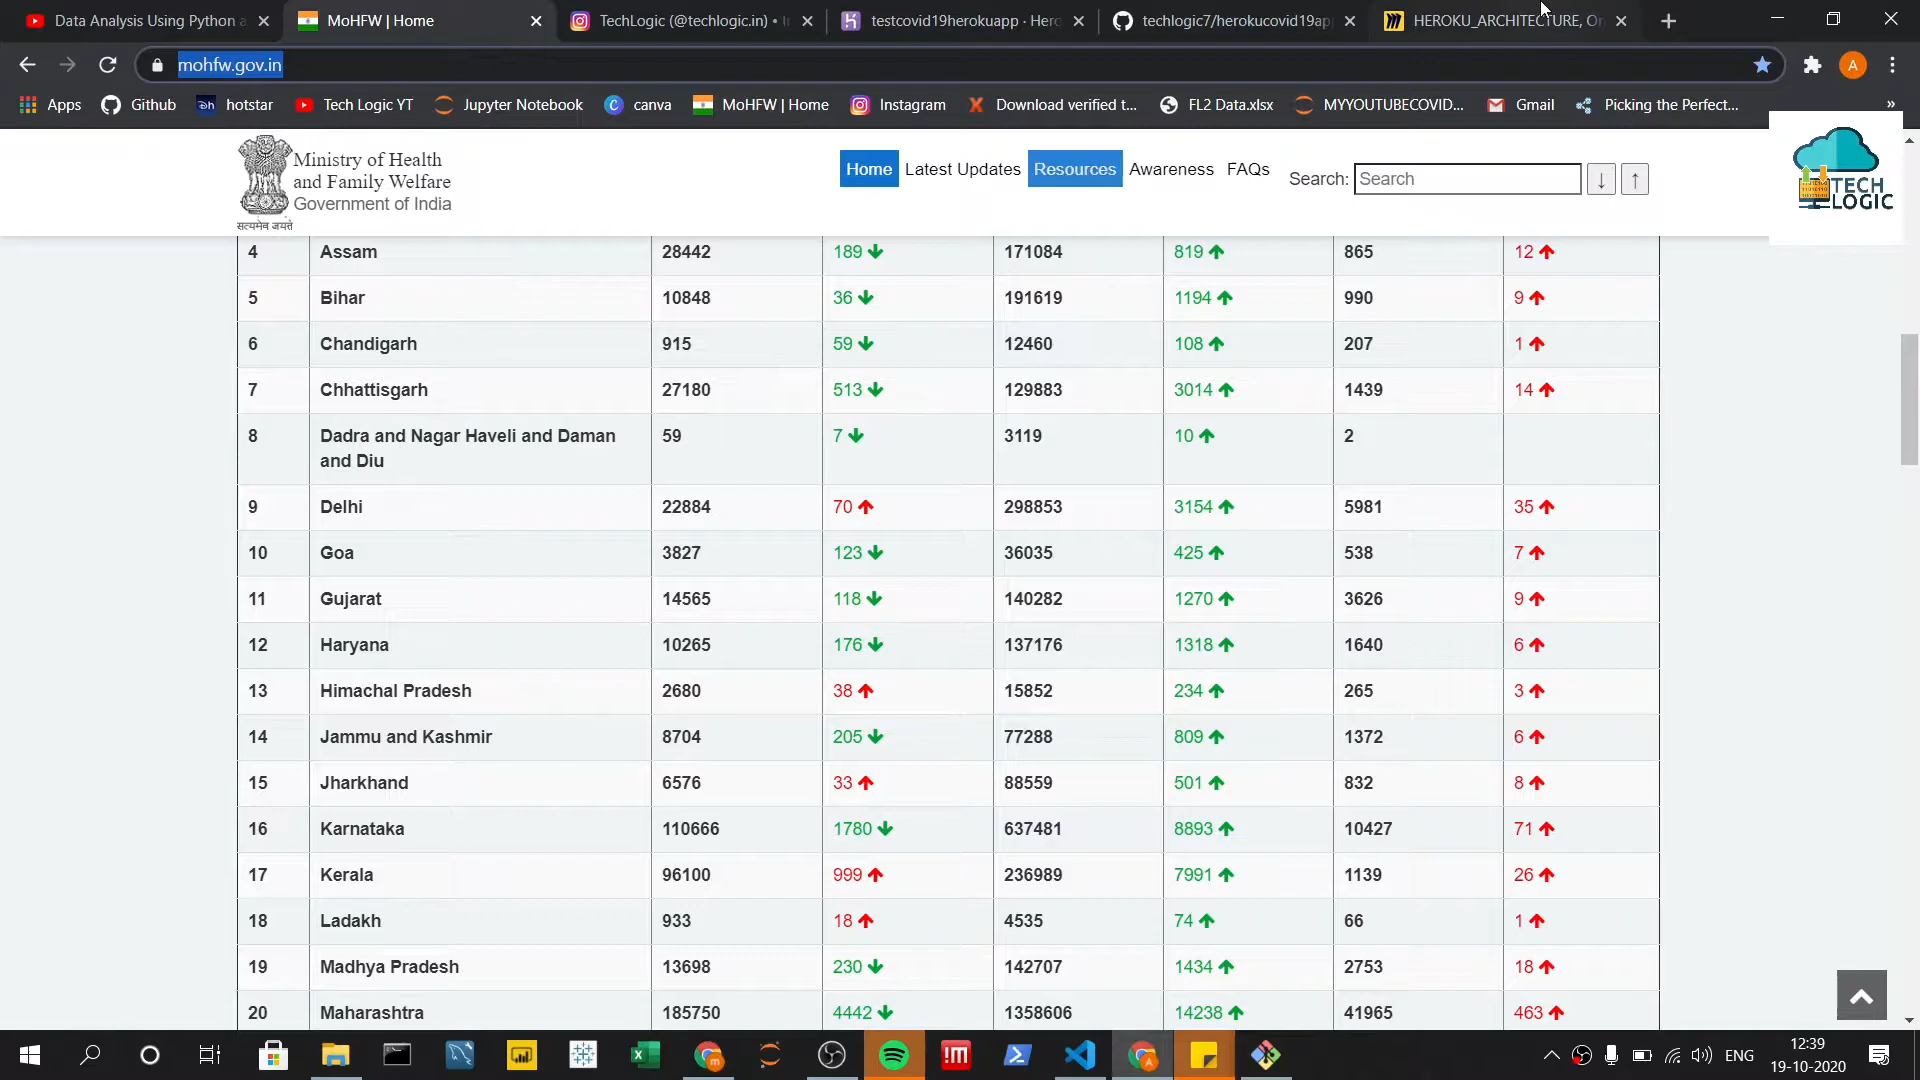 Data Analysis Using Python a
MoHFW | Home
TechLogic (@techlogic.in) •
testcovid19herokuapp · Hero
techlogic7/herokucovid19ap
HEROKU_ARCHITECTURE, O
mohfw.gov.in
A
Apps
Github
hotstar
Tech Logic YT
Jupyter Notebook
canva
MoHFW | Home
Instagram
Download verified t...
FL2 Data.xlsx
MYYOUTUBECOVID...
Gmail
Picking the Perfect...
»
Ministry of Health
and Family Welfare
Government of India
सत्यमेव जयते
Home Latest Updates Resources Awareness FAQs Search: Search ↓ ↑
TECH
LOGIC
4 Assam 28442 189 ↓ 171084 819 ↑ 865 12 ↑
5 Bihar 10848 36 ↓ 191619 1194 ↑ 990 9 ↑
6 Chandigarh 915 59 ↓ 12460 108 ↑ 207 1 ↑
7 Chhattisgarh 27180 513 ↓ 129883 3014 ↑ 1439 14 ↑
8 Dadra and Nagar Haveli and Daman 59 7 ↓ 3119 10 ↑ 2
and Diu
9 Delhi 22884 70 ↑ 298853 3154 ↑ 5981 35 ↑
10 Goa 3827 123 ↓ 36035 425 ↑ 538 7 ↑
11 Gujarat 14565 118 ↓ 140282 1270 ↑ 3626 9 ↑
12 Haryana 10265 176 ↓ 137176 1318 ↑ 1640 6 ↑
13 Himachal Pradesh 2680 38 ↑ 15852 234 ↑ 265 3 ↑
14 Jammu and Kashmir 8704 205 ↓ 77288 809 ↑ 1372 6 ↑
15 Jharkhand 6576 33 ↑ 88559 501 ↑ 832 8 ↑
16 Karnataka 110666 1780 ↓ 637481 8893 ↑ 10427 71 ↑
17 Kerala 96100 999 ↑ 236989 7991 ↑ 1139 26 ↑
18 Ladakh 933 18 ↑ 4535 74 ↑ 66 1 ↑
19 Madhya Pradesh 13698 230 ↓ 142707 1434 ↑ 2753 18 ↑
20 Maharashtra 185750 4442 ↓ 1358606 14238 ↑ 41965 463 ↑
ENG
12:39
19-10-2020